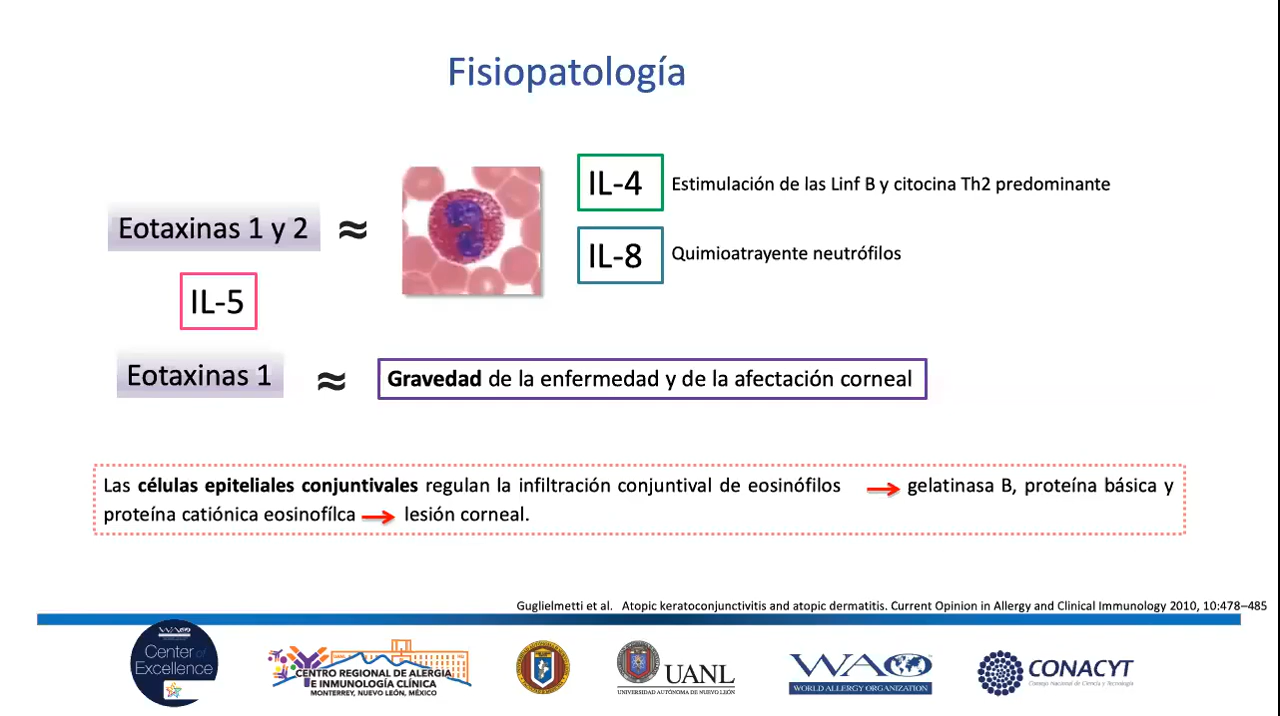 Fisiopatología
Eotaxinas 1 y 2 ≈
IL-5
IL-4 Estimulación de las Linf B y citocina Th2 predominante
IL-8 Quimioatrayente neutrófilos
Eotaxinas 1 ≈ Gravedad de la enfermedad y de la afectación corneal
Las células epiteliales conjuntivales regulan la infiltración conjuntival de eosinófilos → gelatinasa B, proteína básica y
proteína catiónica eosinofílca → lesión corneal.
Guglielmetti et al. Atopic keratoconjunctivitis and atopic dermatitis. Current Opinion in Allergy and Clinical Immunology 2010, 10:478–485
WAO
Center of
Excellence
CENTRO REGIONAL DE ALERGIA
E INMUNOLOGÍA CLÍNICA
MONTERREY, NUEVO LEÓN, MÉXICO
UANL
UNIVERSIDAD AUTÓNOMA DE NUEVO LEÓN
WAO
WORLD ALLERGY ORGANIZATION
CONACYT
Consejo Nacional de Ciencia y Tecnología